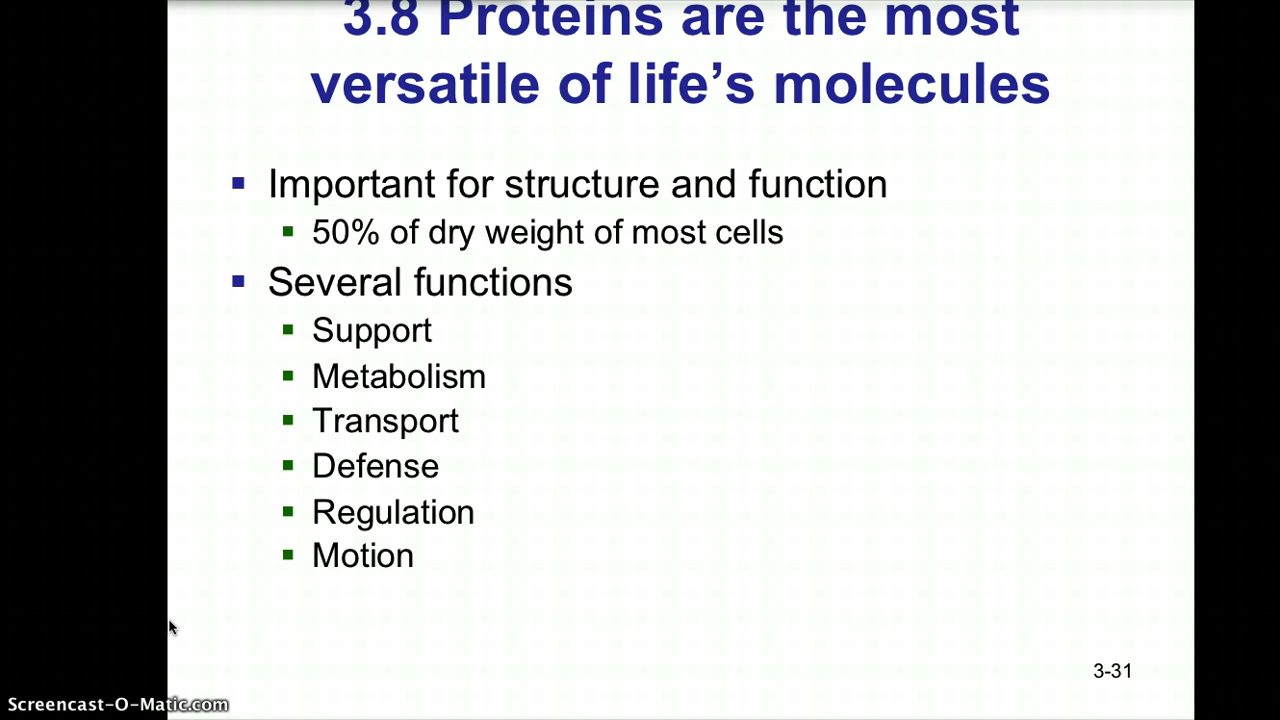 3.8 Proteins are the most
versatile of life’s molecules
Important for structure and function
50% of dry weight of most cells
Several functions
Support
Metabolism
Transport
Defense
Regulation
Motion
3-31
Screencast-O-Matic.com